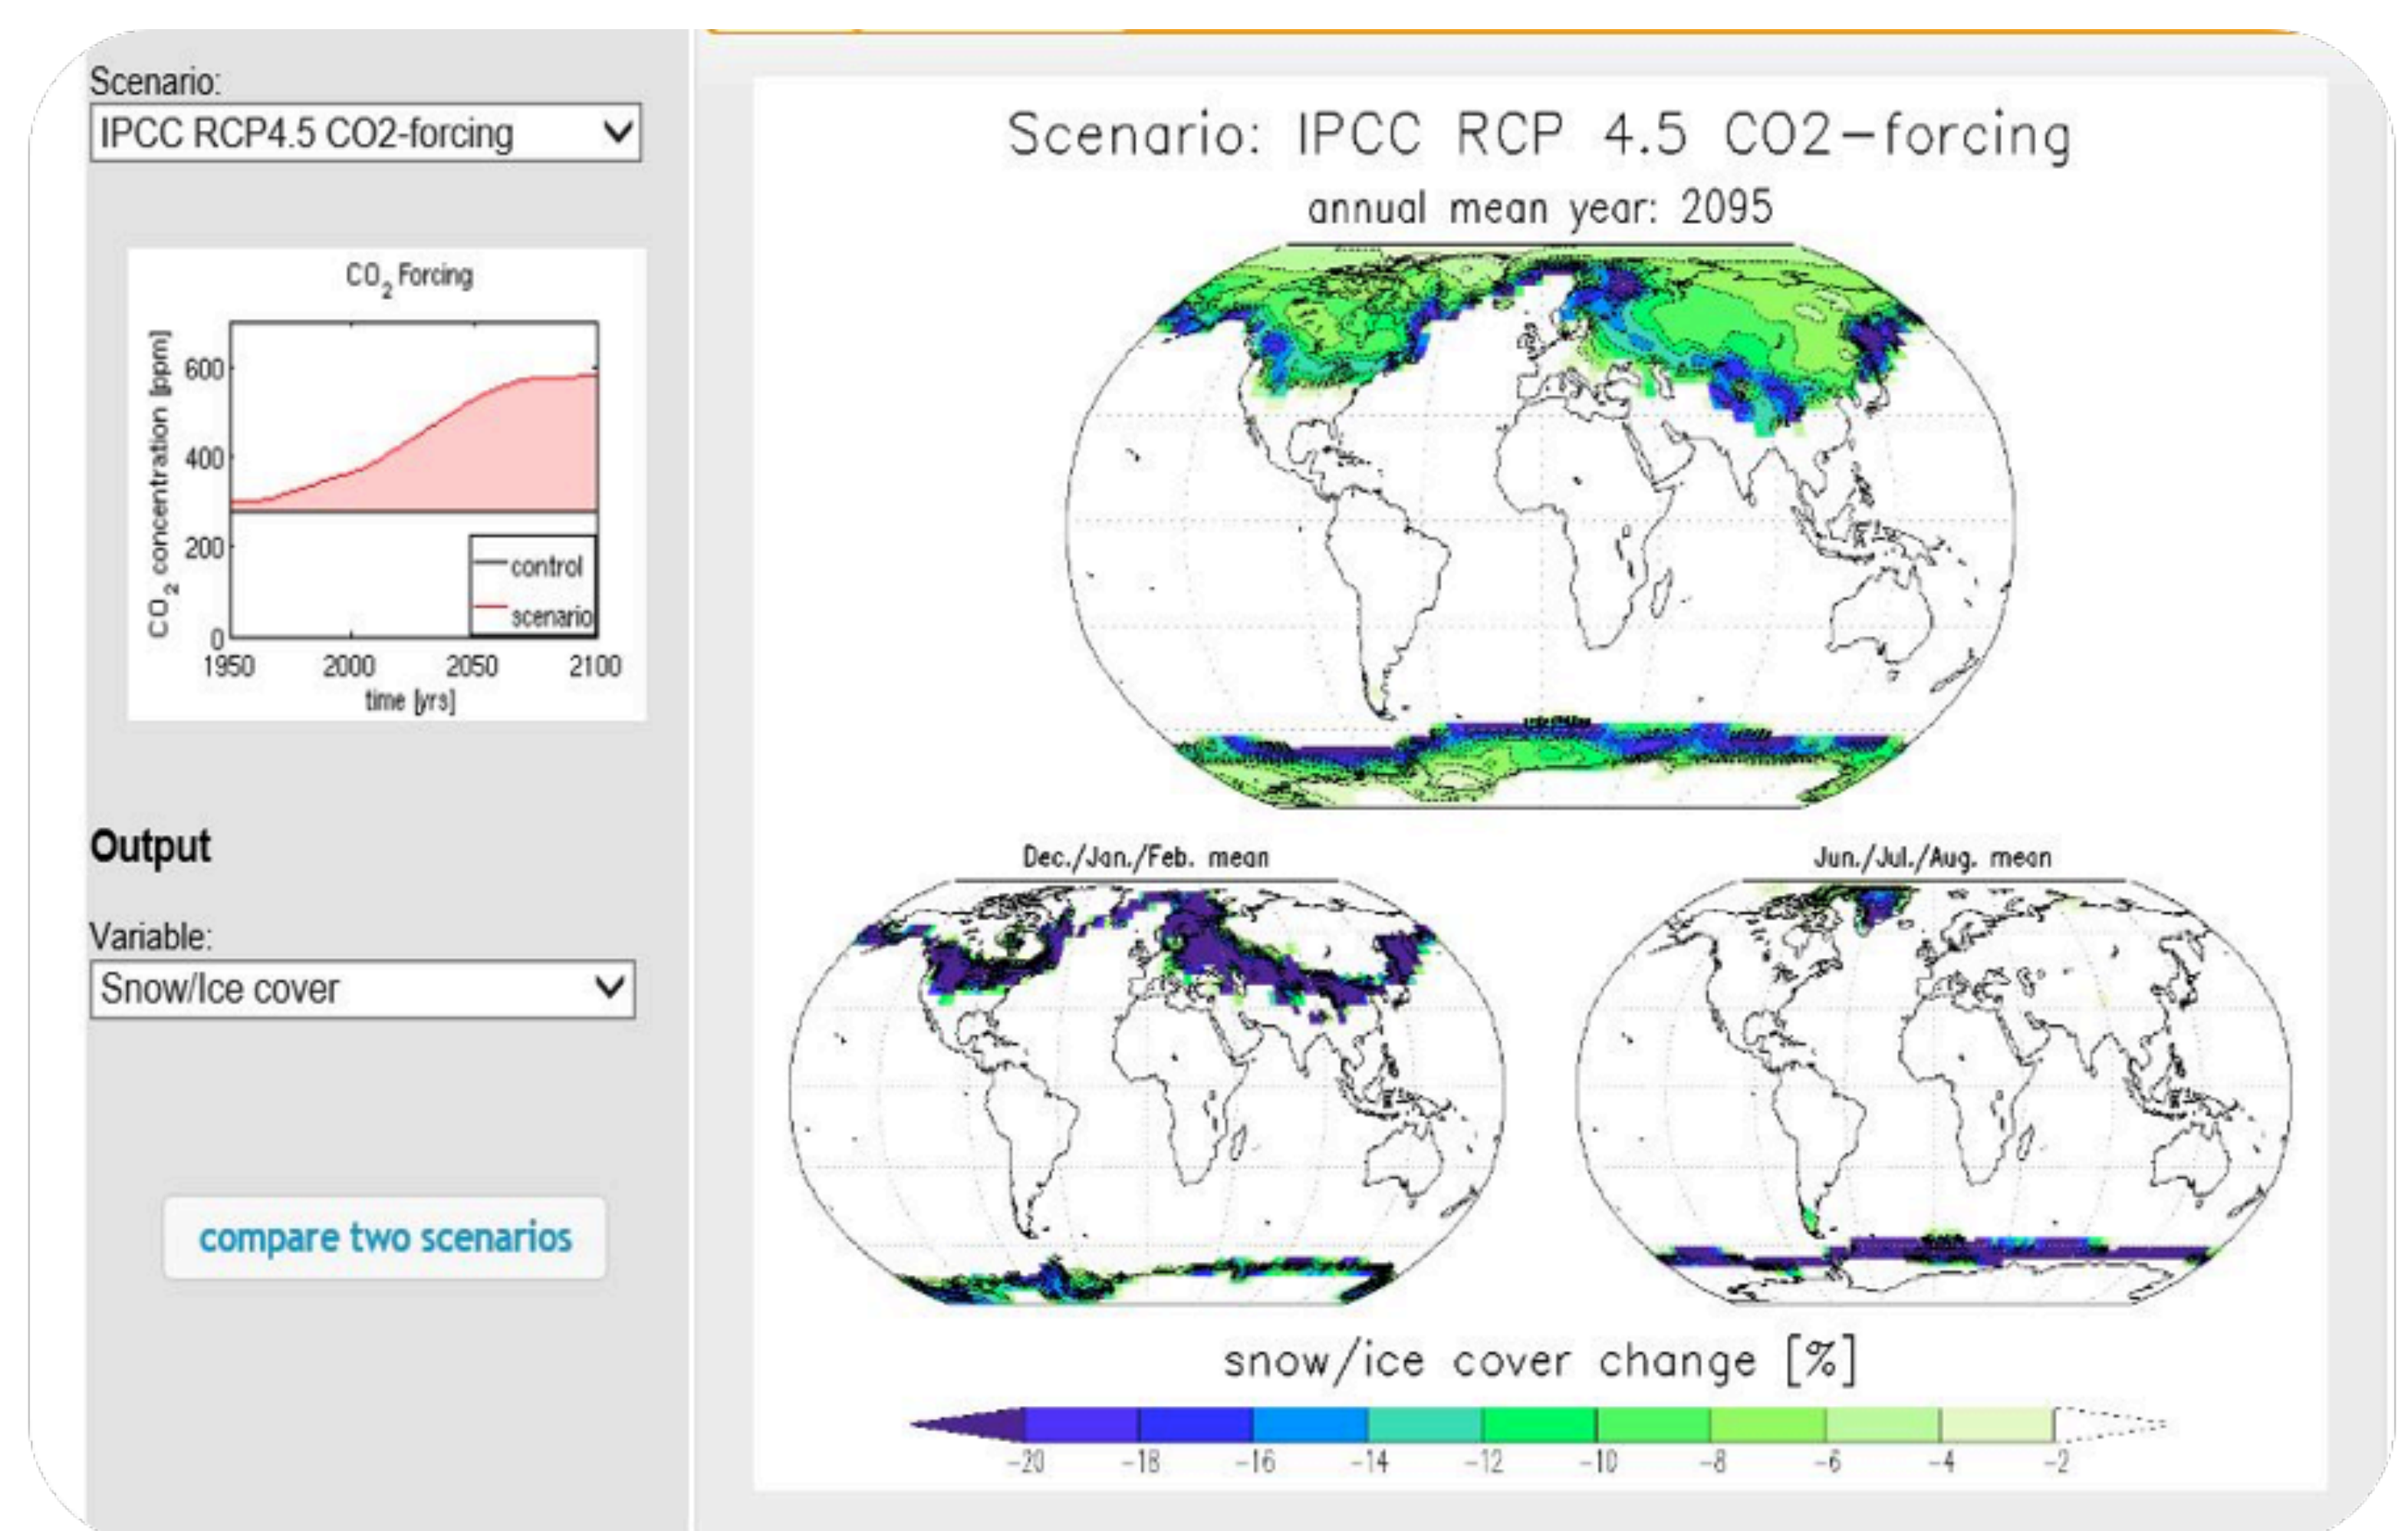 Scenario:
IPCC RCP4.5 CO2-forcing
CO2 Forcing
CO2 concentration [ppm]
600
400
200
0
control
scenario
1950 2000 2050 2100
time [yrs]
Output
Variable:
Snow/Ice cover
compare two scenarios
Scenario: IPCC RCP 4.5 CO2-forcing
annual mean year: 2095
Dec./Jan./Feb. mean
Jun./Jul./Aug. mean
snow/ice cover change [%]
-20 -18 -16 -14 -12 -10 -8 -6 -4 -2